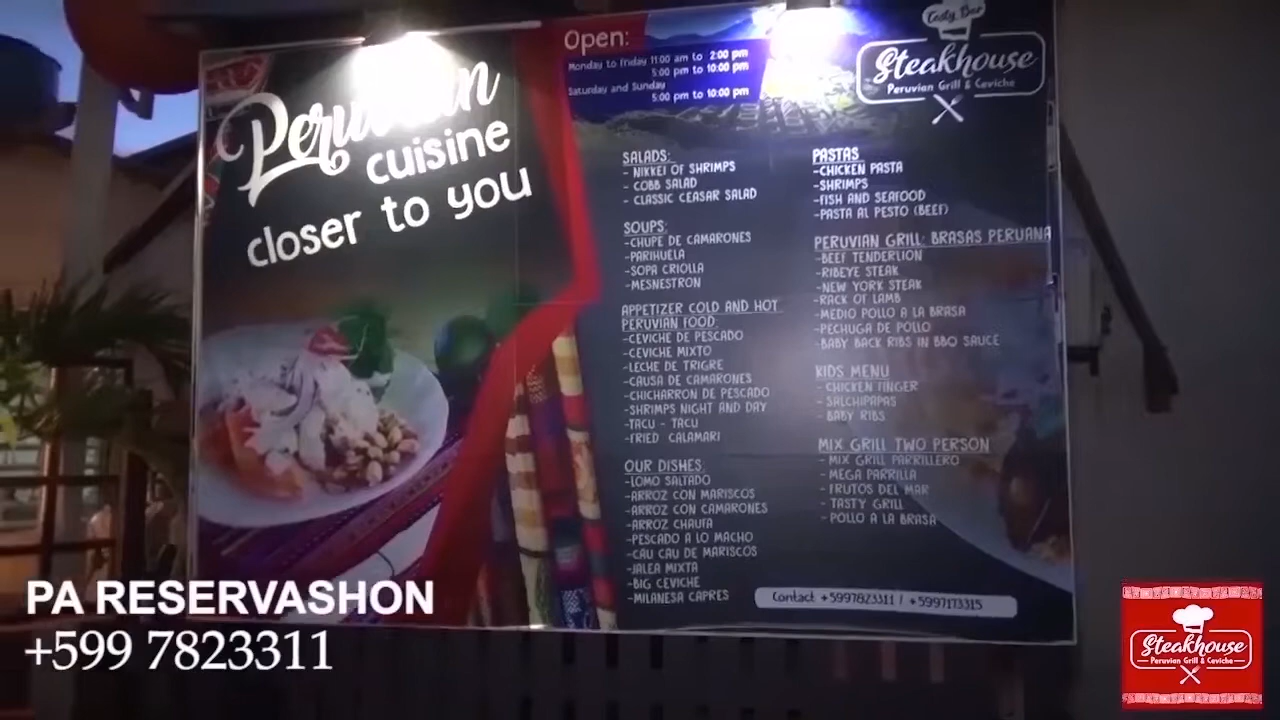 Peruvian
cuisine
closer to you
Open:
Monday to friday 11:00 am to 2:00 pm
5:00 pm to 10:00 pm
Saturday and Sunday
5:00 pm to 10:00 pm
Tasty Bar
Steakhouse
Peruvian Grill & Ceviche
SALADS:
- NIKKEI OF SHRIMPS
- COBB SALAD
- CLASSIC CEASAR SALAD
SOUPS:
-CHUPE DE CAMARONES
-PARIHUELA
-SOPA CRIOLLA
-MESNESTRON
APPETIZER COLD AND HOT
PERUVIAN FOOD:
-CEVICHE DE PESCADO
-CEVICHE MIXTO
-LECHE DE TRIGRE
-CAUSA DE CAMARONES
-CHICHARRON DE PESCADO
-SHRIMPS NIGHT AND DAY
-TACU - TACU
-FRIED CALAMARI
OUR DISHES:
-LOMO SALTADO
-ARROZ CON MARISCOS
-ARROZ CON CAMARONES
-ARROZ CHAUFA
-PESCADO A LO MACHO
-CAU CAU DE MARISCOS
-JALEA MIXTA
-BIG CEVICHE
-MILANESA CAPRES
PASTAS
-CHICKEN PASTA
-SHRIMPS
-FISH AND SEAFOOD
-PASTA AL PESTO (BEEF)
PERUVIAN GRILL: BRASAS PERUANA
-BEEF TENDERLION
-RIBEYE STEAK
-NEW YORK STEAK
-RACK OF LAMB
-MEDIO POLLO A LA BRASA
-PECHUGA DE POLLO
-BABY BACK RIBS IN BBQ SAUCE
KIDS MENU
- CHICKEN FINGER
- SALCHIPAPAS
- BABY RIBS
MIX GRILL TWO PERSON
- MIX GRILL PARRILLERO
- MEGA PARRILLA
- FRUTOS DEL MAR
- TASTY GRILL
- POLLO A LA BRASA
Contact +5997823311 / +5997173315
PA RESERVASHON
+599 7823311
Steakhouse
Peruvian Grill & Ceviche